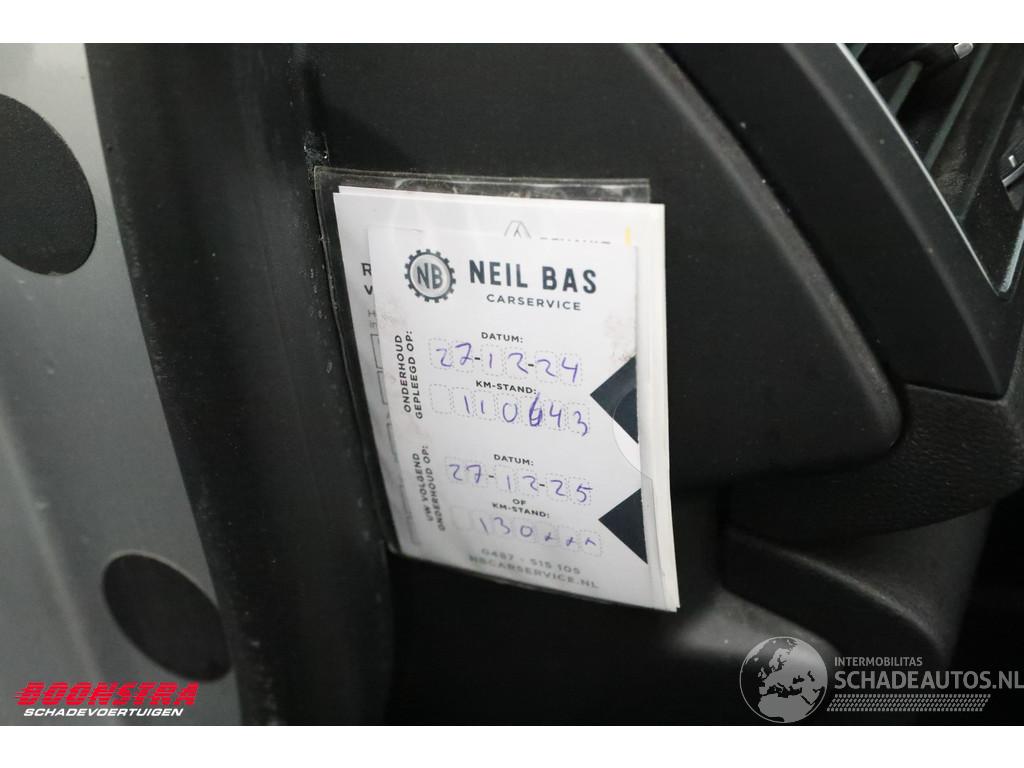 NB NEIL BAS
CARSERVICE
ONDERHOUD
GEPLEEGD OP:
DATUM:
27-12-24
KM-STAND:
110643
UW VOLGEND
ONDERHOUD OP:
DATUM:
27-12-25
OF
KM-STAND:
130xxx
0487 - 515 105
NBCARSERVICE.NL
BOONSTRA
SCHADEVOERTUIGEN
INTERMOBILITAS
SCHADEAUTOS.NL